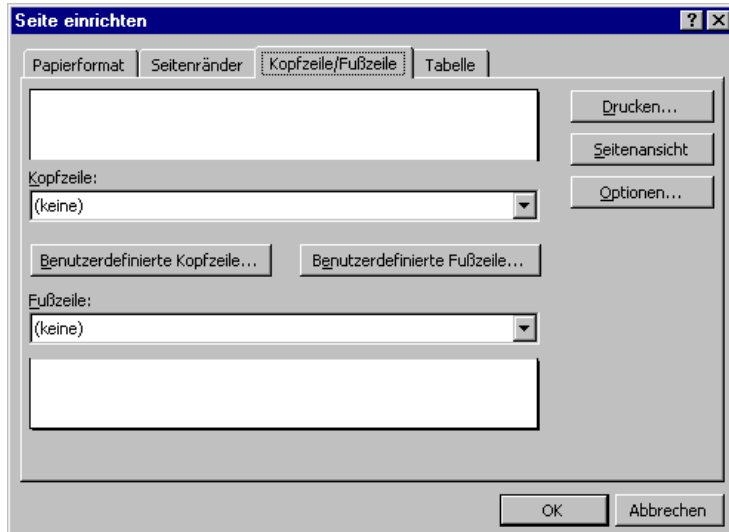 Seite einrichten
Papierformat Seitenränder Kopfzeile/Fußzeile Tabelle
Drucken...
Seitenansicht
Kopfzeile:
Optionen...
(keine)
Benutzerdefinierte Kopfzeile... Benutzerdefinierte Fußzeile...
Fußzeile:
(keine)
OK Abbrechen